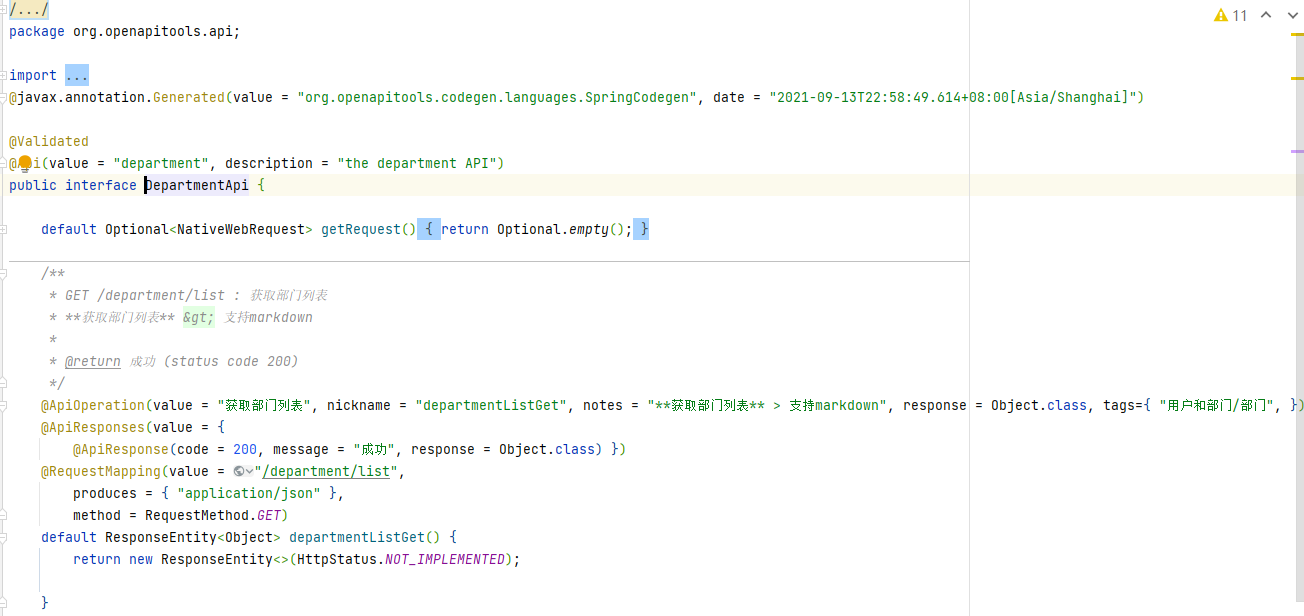 /.../
11
package org.openapitools.api;
import ...
@javax.annotation.Generated(value = "org.openapitools.codegen.languages.SpringCodegen", date = "2021-09-13T22:58:49.614+08:00[Asia/Shanghai]")
@Validated
@Api(value = "department", description = "the department API")
public interface DepartmentApi {
default Optional<NativeWebRequest> getRequest() { return Optional.empty(); }
/**
* GET /department/list : 获取部门列表
* **获取部门列表** &gt; 支持markdown
*
* @return 成功 (status code 200)
*/
@ApiOperation(value = "获取部门列表", nickname = "departmentListGet", notes = "**获取部门列表** > 支持markdown", response = Object.class, tags={ "用户和部门/部门", })
@ApiResponses(value = {
@ApiResponse(code = 200, message = "成功", response = Object.class) })
@RequestMapping(value = "/department/list",
produces = { "application/json" },
method = RequestMethod.GET)
default ResponseEntity<Object> departmentListGet() {
return new ResponseEntity<>(HttpStatus.NOT_IMPLEMENTED);
}